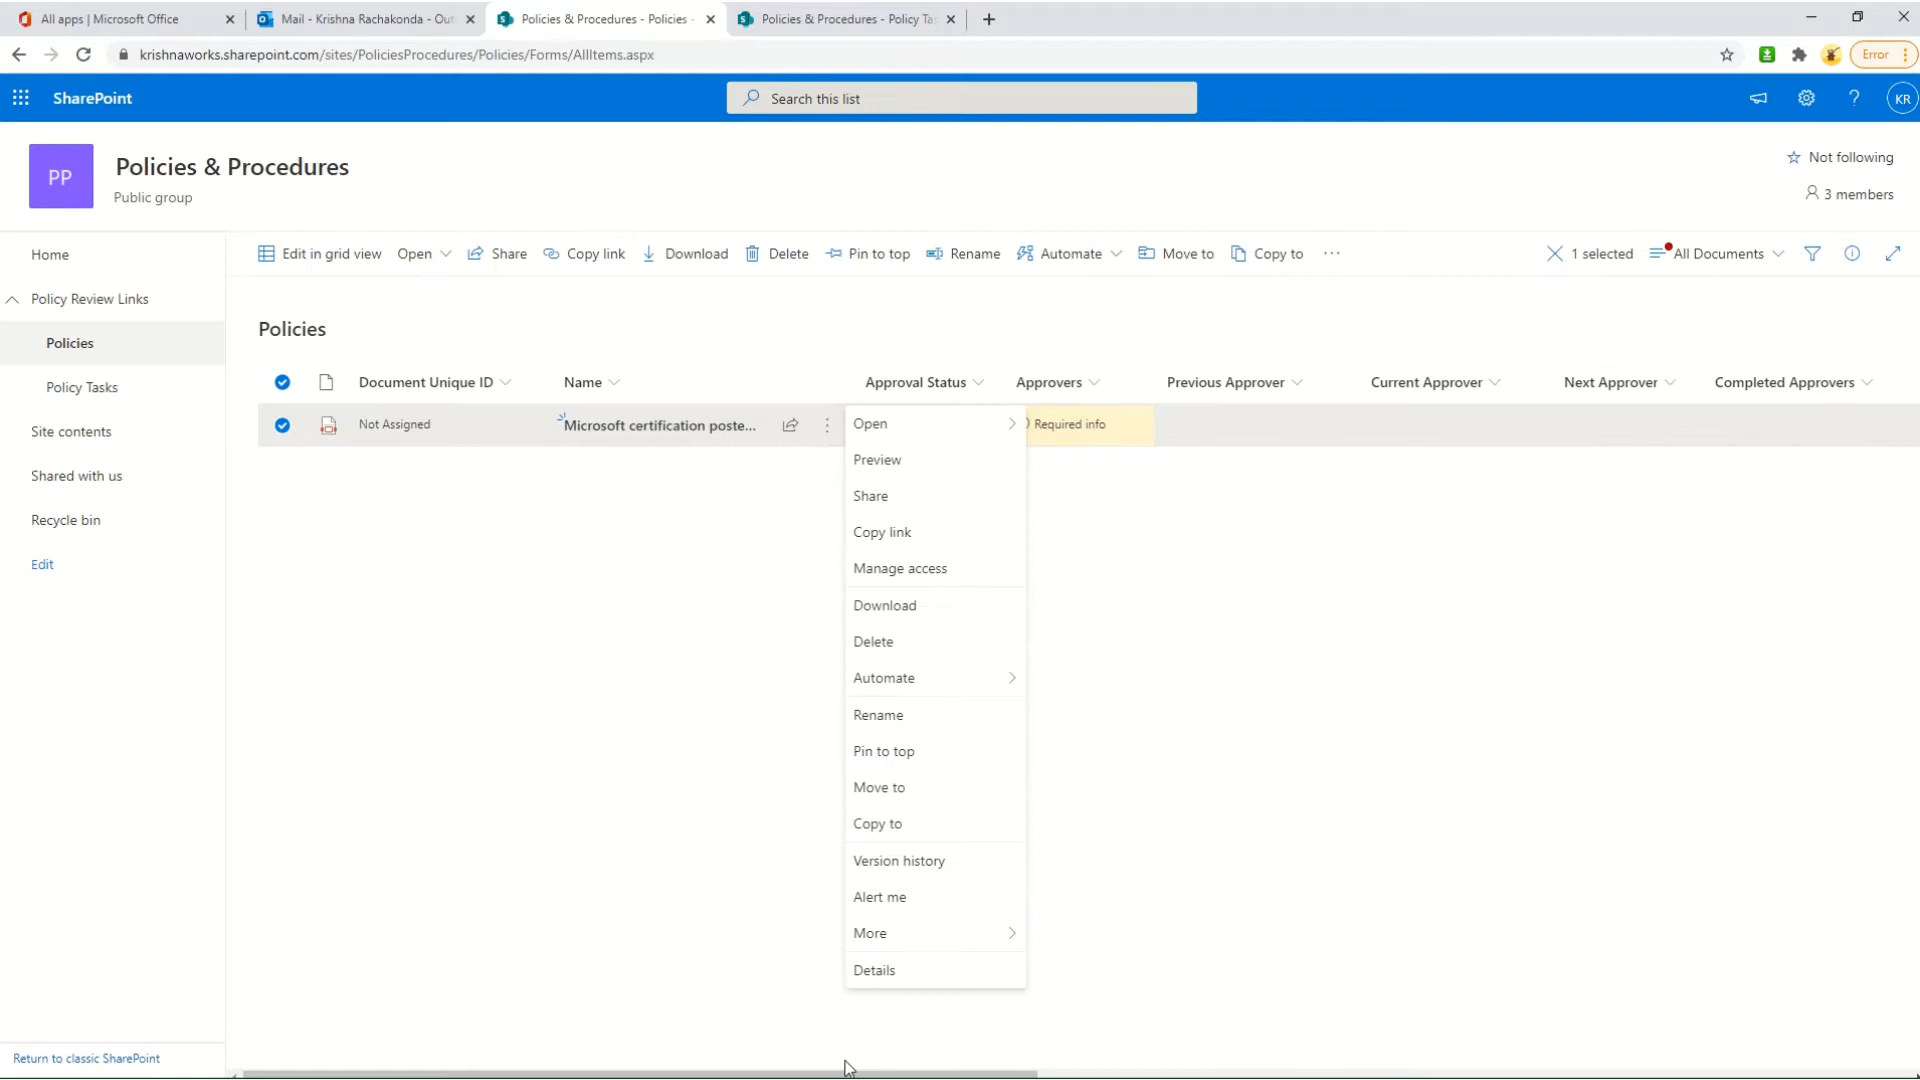 All apps | Microsoft Office
Mail - Krishna Rachakonda - Out
Policies & Procedures - Policies -
Policies & Procedures - Policy Ta
krishnaworks.sharepoint.com/sites/PoliciesProcedures/Policies/Forms/AllItems.aspx
Error
SharePoint
Search this list
KR
PP
Policies & Procedures
Public group
Not following
3 members
Home
Policy Review Links
Policies
Policy Tasks
Site contents
Shared with us
Recycle bin
Edit
Return to classic SharePoint
Edit in grid view Open Share Copy link Download Delete Pin to top Rename Automate Move to Copy to ··· 1 selected All Documents
Policies
Document Unique ID Name Approval Status Approvers Previous Approver Current Approver Next Approver Completed Approvers
Not Assigned Microsoft certification poste... Required info
Open
Preview
Share
Copy link
Manage access
Download
Delete
Automate
Rename
Pin to top
Move to
Copy to
Version history
Alert me
More
Details